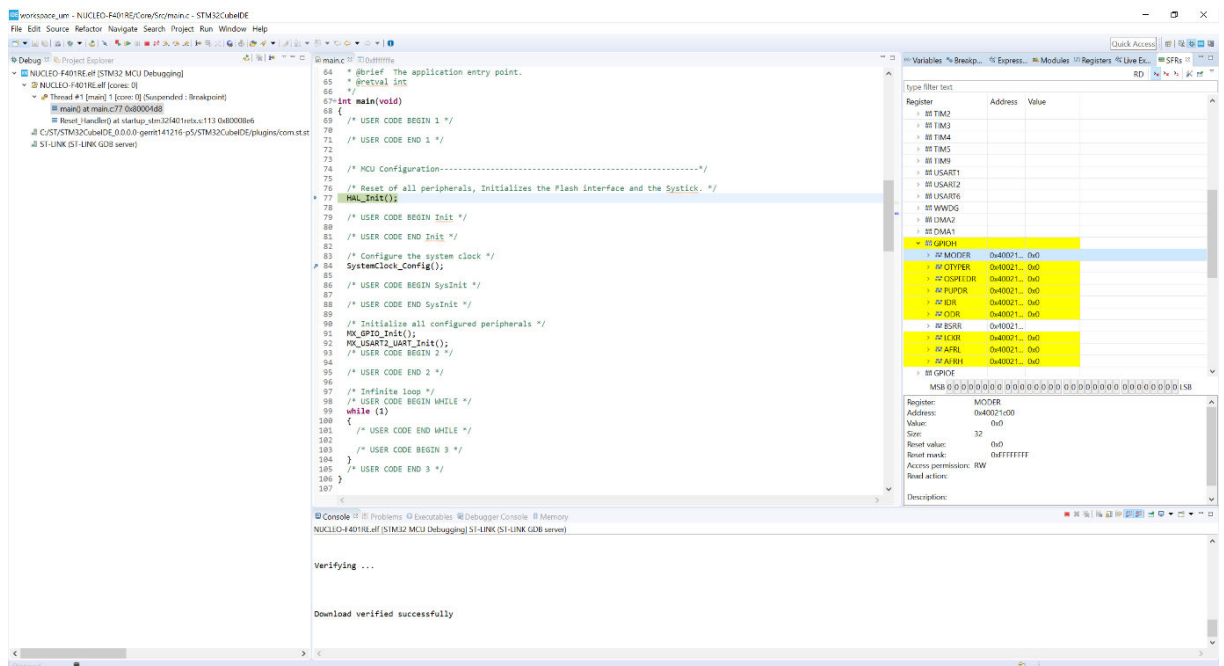 workspace_um - NUCLEO-F401RE/Core/Src/main.c - STM32CubeIDE
File Edit Source Refactor Navigate Search Project Run Window Help
Quick Access
Debug Project Explorer
NUCLEO-F401RE.elf [STM32 MCU Debugging]
NUCLEO-F401RE.elf [cores: 0]
Thread #1 [main] 1 [core: 0] (Suspended : Breakpoint)
main() at main.c:77 0x80004d8
Reset_Handler() at startup_stm32f401retx.s:113 0x80008e6
C:/ST/STM32CubeIDE_0.0.0.0-gerrit141216-p5/STM32CubeIDE/plugins/com.st.st
ST-LINK (ST-LINK GDB server)
main.c
64 * @brief The application entry point.
65 * @retval int
66 */
67 int main(void)
68 {
69 /* USER CODE BEGIN 1 */
70
71 /* USER CODE END 1 */
72
73
74 /* MCU Configuration--------------------------------------------------------*/
75
76 /* Reset of all peripherals, Initializes the Flash interface and the Systick. */
77 HAL_Init();
78
79 /* USER CODE BEGIN Init */
80
81 /* USER CODE END Init */
82
83 /* Configure the system clock */
84 SystemClock_Config();
85
86 /* USER CODE BEGIN SysInit */
87
88 /* USER CODE END SysInit */
89
90 /* Initialize all configured peripherals */
91 MX_GPIO_Init();
92 MX_USART2_UART_Init();
93 /* USER CODE BEGIN 2 */
94
95 /* USER CODE END 2 */
96
97 /* Infinite loop */
98 /* USER CODE BEGIN WHILE */
99 while (1)
100 {
101 /* USER CODE END WHILE */
102
103 /* USER CODE BEGIN 3 */
104 }
105 /* USER CODE END 3 */
106 }
107
Variables Breakp... Express... Modules Registers Live Ex... SFRs
RD
type filter text
Register Address Value
TIM2
TIM3
TIM4
TIM5
TIM9
USART1
USART2
USART6
WWDG
DMA2
DMA1
GPIOH
MODER 0x40021... 0x0
OTYPER 0x40021... 0x0
OSPEEDR 0x40021... 0x0
PUPDR 0x40021... 0x0
IDR 0x40021... 0x0
ODR 0x40021... 0x0
BSRR 0x40021...
LCKR 0x40021... 0x0
AFRL 0x40021... 0x0
AFRH 0x40021... 0x0
GPIOE
MSB 0 0 0 0 0 0 0 0 0 0 0 0 0 0 0 0 0 0 0 0 0 0 0 0 0 0 0 0 0 0 0 0 LSB
Register: MODER
Address: 0x40021c00
Value: 0x0
Size: 32
Reset value: 0x0
Reset mask: 0xFFFFFFFF
Access permission: RW
Read action:
Description:
Console Problems Executables Debugger Console Memory
NUCLEO-F401RE.elf [STM32 MCU Debugging] ST-LINK (ST-LINK GDB server)
Verifying ...
Download verified successfully